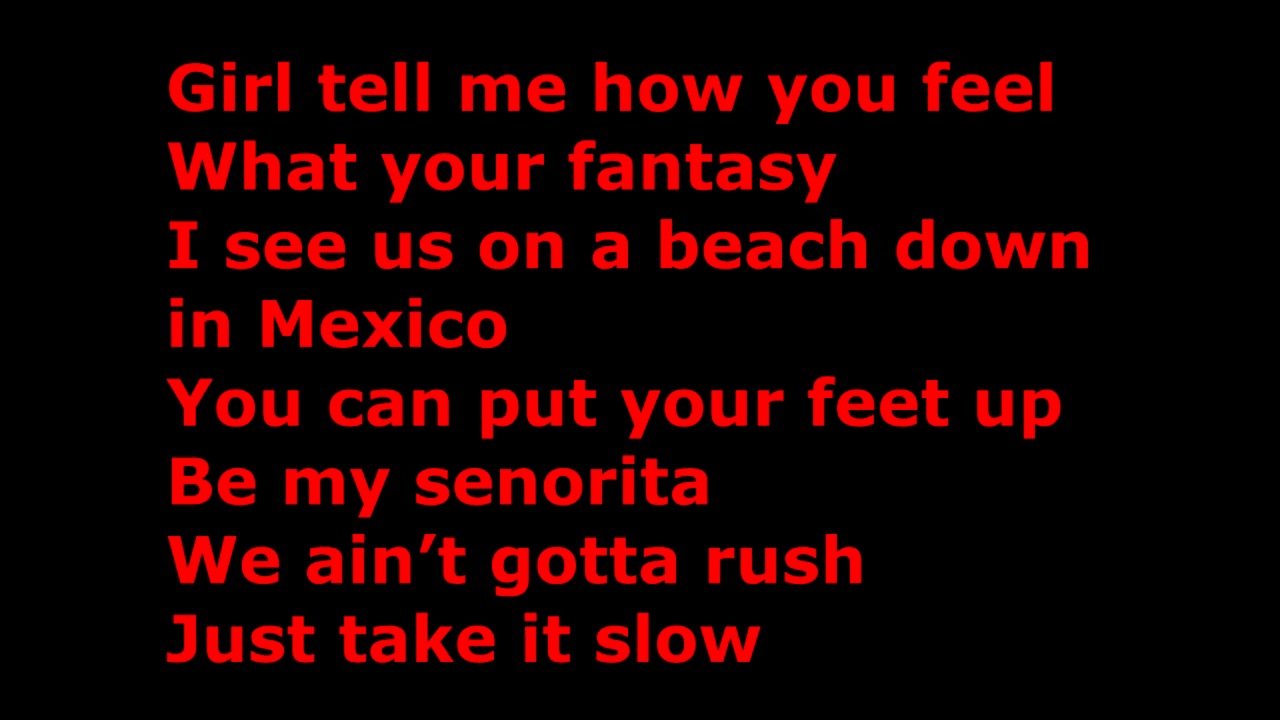 Girl tell me how you feel
What your fantasy
I see us on a beach down
in Mexico
You can put your feet up
Be my senorita
We ain’t gotta rush
Just take it slow